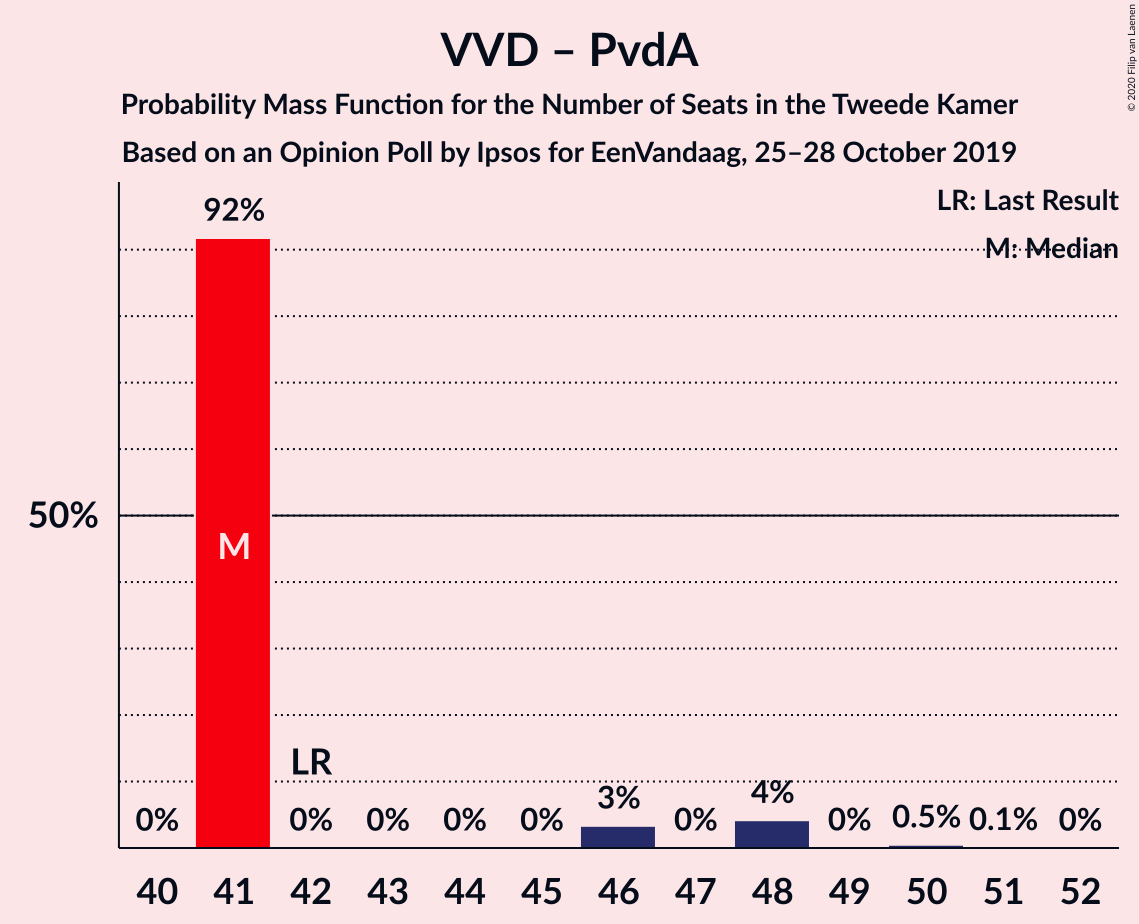 VVD – PvdA
Probability Mass Function for the Number of Seats in the Tweede Kamer
Based on an Opinion Poll by Ipsos for EenVandaag, 25–28 October 2019
© 2020 Filip van Laenen
LR: Last Result
M: Median
92%
50%
M
LR
0% 0% 0% 0% 0% 3% 0% 4% 0% 0.5% 0.1% 0%
40 41 42 43 44 45 46 47 48 49 50 51 52